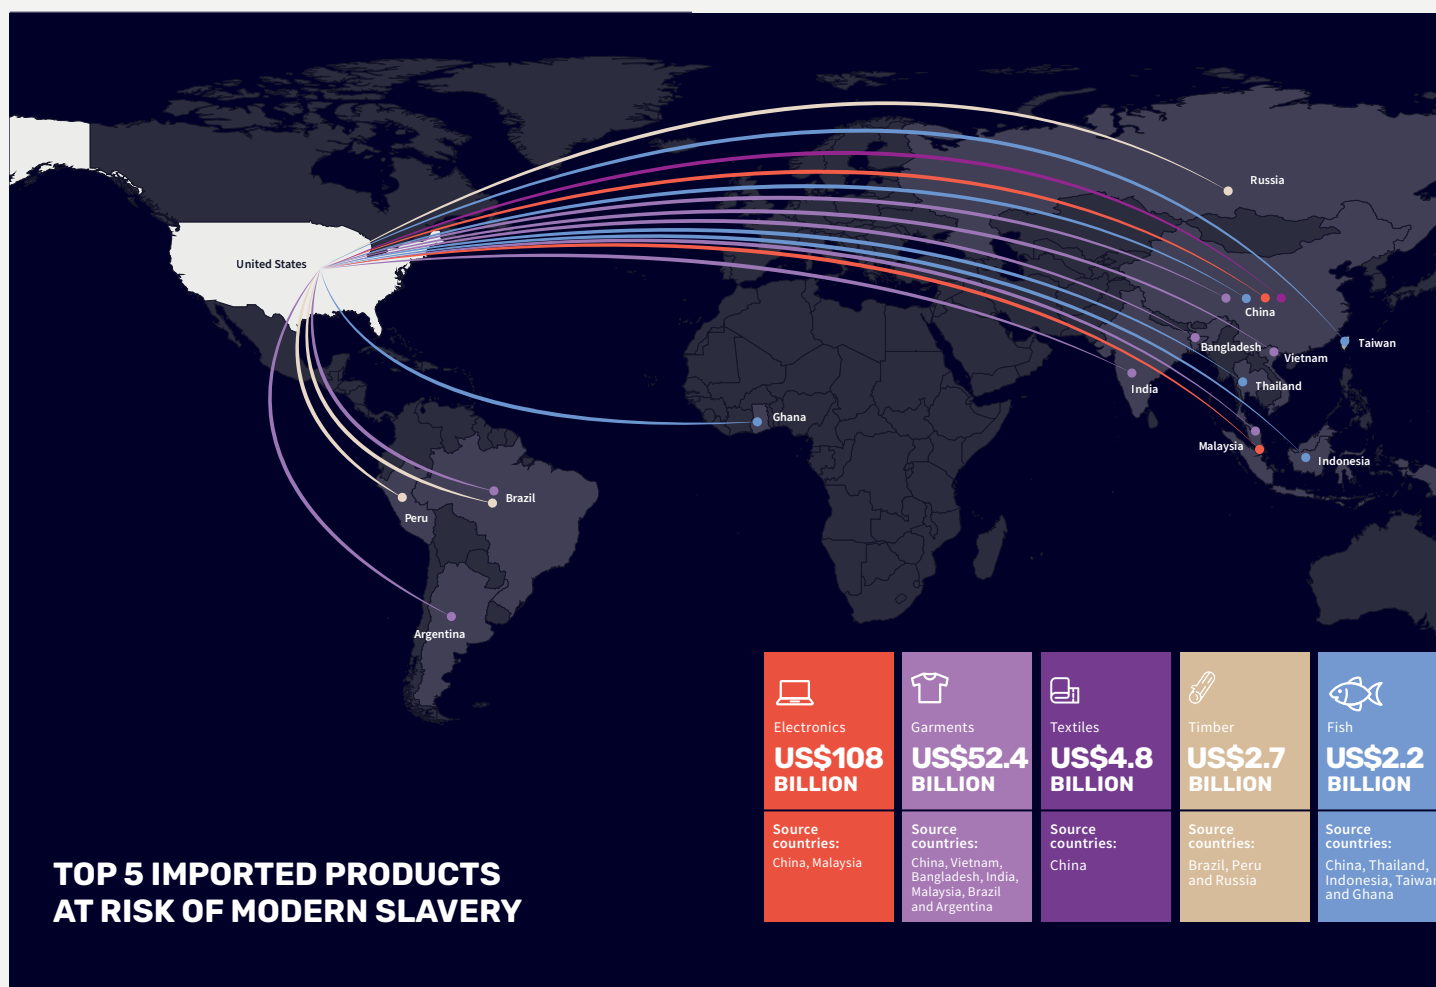 Russia
United States
China
Taiwan
Bangladesh
Vietnam
India
Thailand
Ghana
Malaysia
Indonesia
Brazil
Peru
Argentina
Electronics
US$108
BILLION
Source
countries:
China, Malaysia
Garments
US$52.4
BILLION
Source
countries:
China, Vietnam,
Bangladesh, India,
Malaysia, Brazil
and Argentina
Textiles
US$4.8
BILLION
Source
countries:
China
Timber
US$2.7
BILLION
Source
countries:
Brazil, Peru
and Russia
Fish
US$2.2
BILLION
Source
countries:
China, Thailand,
Indonesia, Taiwan
and Ghana
TOP 5 IMPORTED PRODUCTS
AT RISK OF MODERN SLAVERY